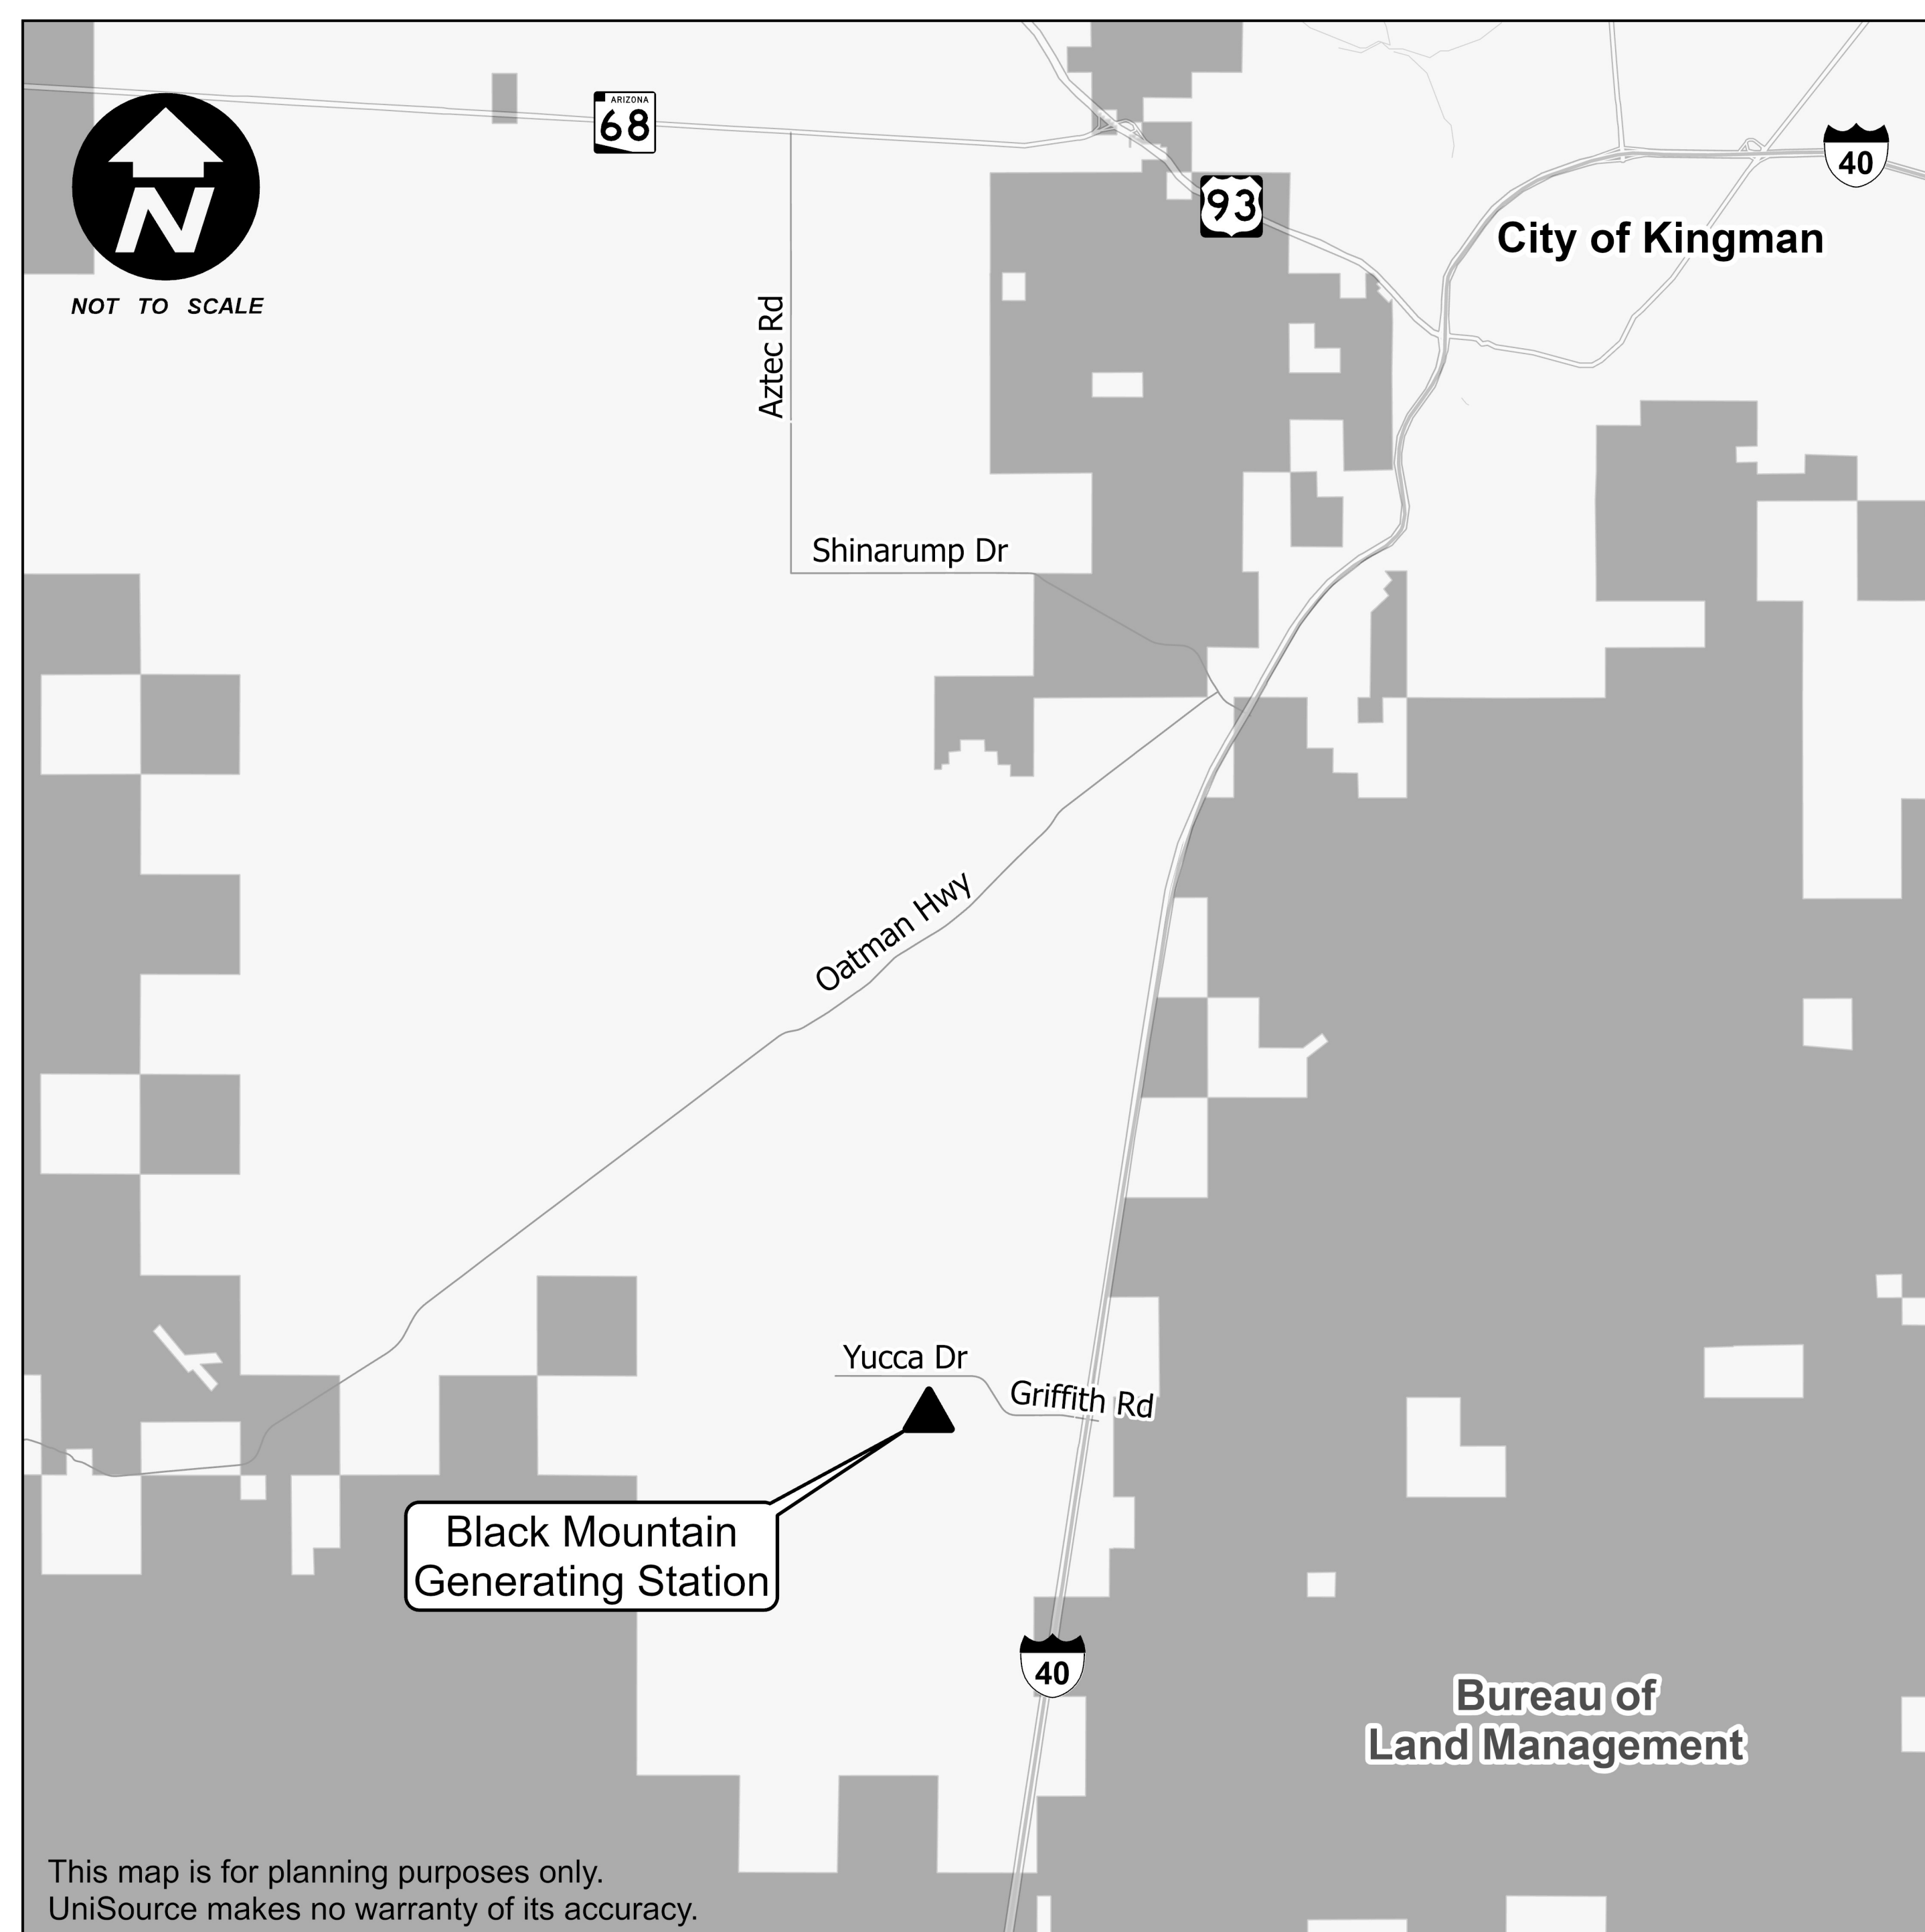 ARIZONA
68
40
93
City of Kingman
N
NOT TO SCALE
Aztec Rd
Shinarump Dr
Oatman Hwy
Yucca Dr
Griffith Rd
Black Mountain
Generating Station
40
Bureau of
Land Management
This map is for planning purposes only.
UniSource makes no warranty of its accuracy.